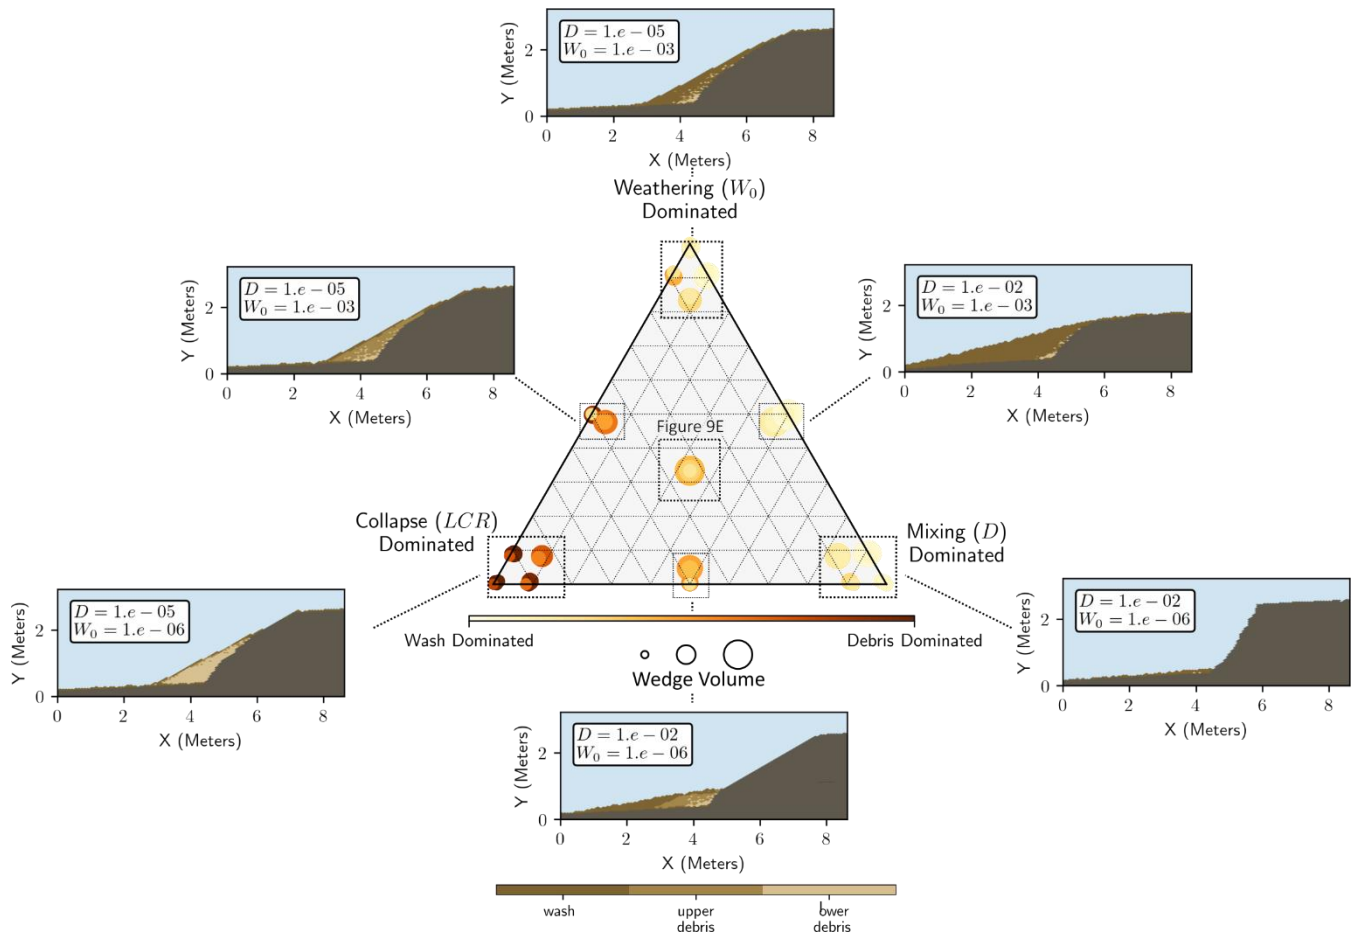 D = 1.e − 05
W₀ = 1.e − 03
Y (Meters)
2
0
0 2 4 6 8
X (Meters)
Weathering (W₀)
Dominated
D = 1.e − 05
W₀ = 1.e − 03
Y (Meters)
2
0
0 2 4 6 8
X (Meters)
D = 1.e − 02
W₀ = 1.e − 03
Y (Meters)
2
0
0 2 4 6 8
X (Meters)
Figure 9E
Collapse (LCR)
Dominated
Mixing (D)
Dominated
D = 1.e − 05
W₀ = 1.e − 06
Y (Meters)
2
0
0 2 4 6 8
X (Meters)
Wash Dominated
Debris Dominated
Wedge Volume
D = 1.e − 02
W₀ = 1.e − 06
Y (Meters)
2
0
0 2 4 6 8
X (Meters)
D = 1.e − 02
W₀ = 1.e − 06
Y (Meters)
2
0
0 2 4 6 8
X (Meters)
wash
upper
debris
lower
debris